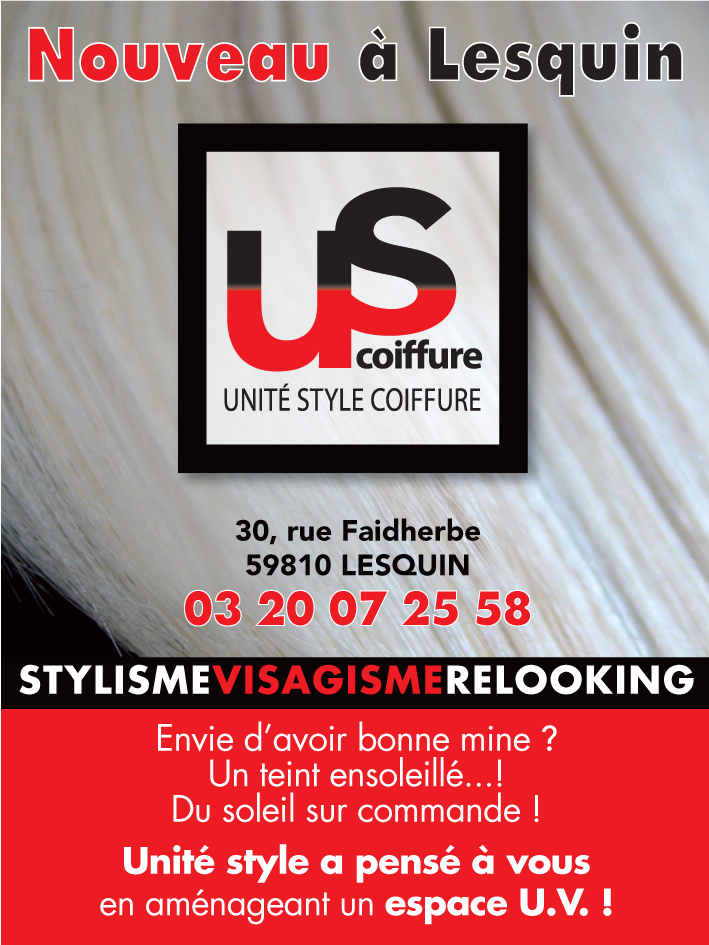 Nouveau à Lesquin
us
coiffure
UNITÉ STYLE COIFFURE
30, rue Faidherbe
59810 LESQUIN
03 20 07 25 58
STYLISMEVISAGISMERELOOKING
Envie d'avoir bonne mine ?
Un teint ensoleillé...!
Du soleil sur commande !
Unité style a pensé à vous
en aménageant un espace U.V. !